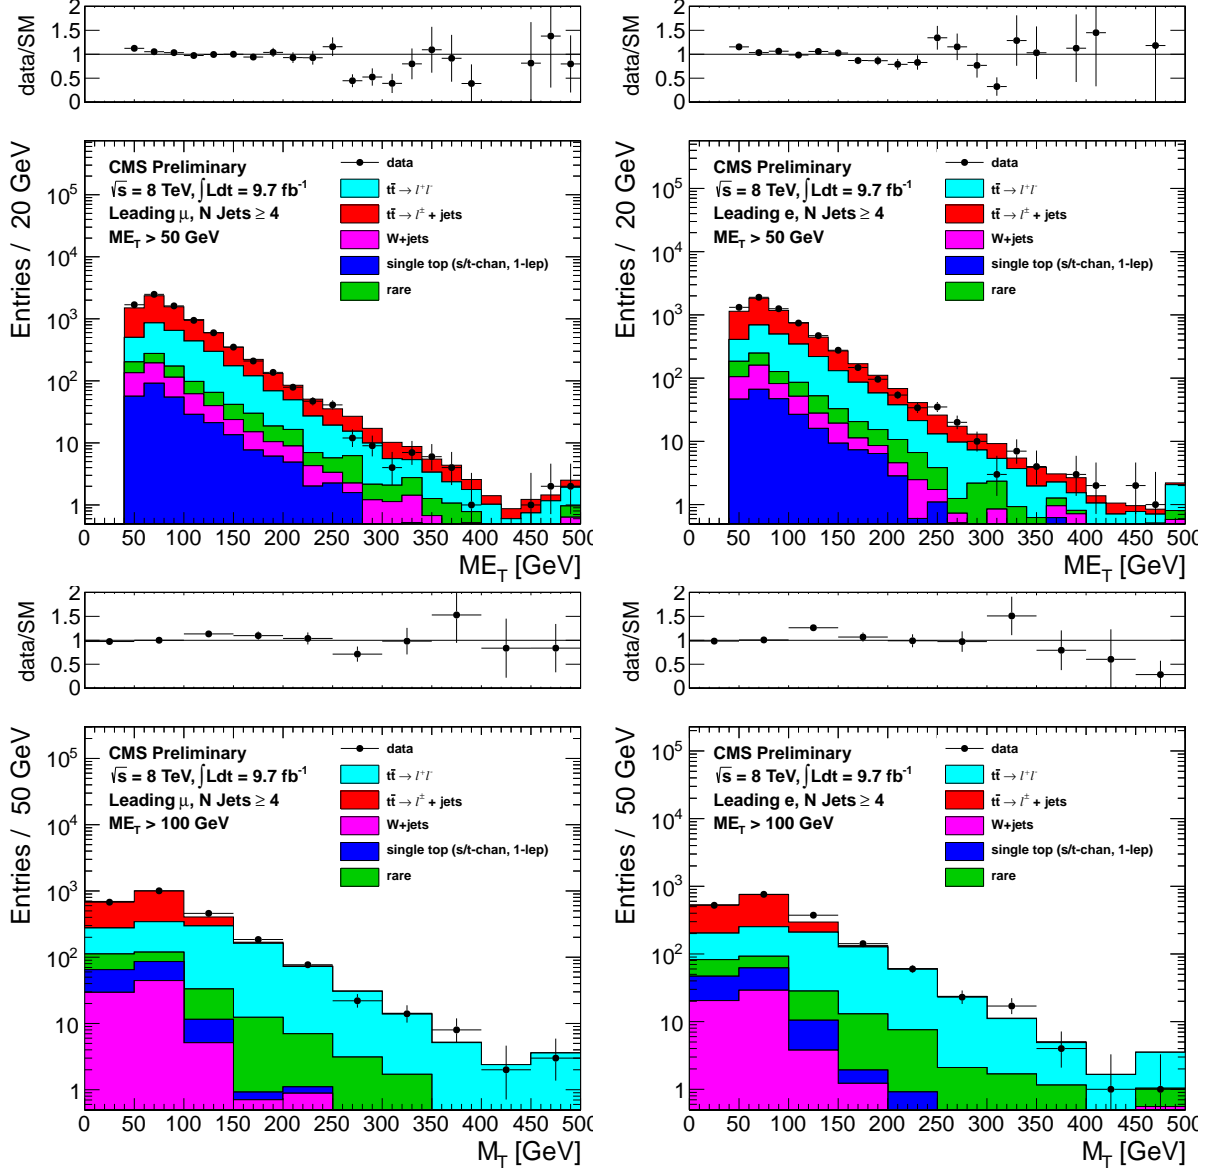 data/SM
2
1.5
1
0.5
0
Entries / 20 GeV
CMS Preliminary
√s = 8 TeV, ∫Ldt = 9.7 fb⁻¹
Leading μ, N Jets ≥ 4
ME_T > 50 GeV
data
tt̄ → l⁺l⁻
tt̄ → l± + jets
W+jets
single top (s/t-chan, 1-lep)
rare
10⁵
10⁴
10³
10²
10
1
0 50 100 150 200 250 300 350 400 450 500
ME_T [GeV]
data/SM
2
1.5
1
0.5
0
Entries / 20 GeV
CMS Preliminary
√s = 8 TeV, ∫Ldt = 9.7 fb⁻¹
Leading e, N Jets ≥ 4
ME_T > 50 GeV
data
tt̄ → l⁺l⁻
tt̄ → l± + jets
W+jets
single top (s/t-chan, 1-lep)
rare
10⁵
10⁴
10³
10²
10
1
0 50 100 150 200 250 300 350 400 450 500
ME_T [GeV]
data/SM
2
1.5
1
0.5
0
Entries / 50 GeV
CMS Preliminary
√s = 8 TeV, ∫Ldt = 9.7 fb⁻¹
Leading μ, N Jets ≥ 4
ME_T > 100 GeV
data
tt̄ → l⁺l⁻
tt̄ → l± + jets
W+jets
single top (s/t-chan, 1-lep)
rare
10⁵
10⁴
10³
10²
10
1
0 50 100 150 200 250 300 350 400 450 500
M_T [GeV]
data/SM
2
1.5
1
0.5
0
Entries / 50 GeV
CMS Preliminary
√s = 8 TeV, ∫Ldt = 9.7 fb⁻¹
Leading e, N Jets ≥ 4
ME_T > 100 GeV
data
tt̄ → l⁺l⁻
tt̄ → l± + jets
W+jets
single top (s/t-chan, 1-lep)
rare
10⁵
10⁴
10³
10²
10
1
0 50 100 150 200 250 300 350 400 450 500
M_T [GeV]